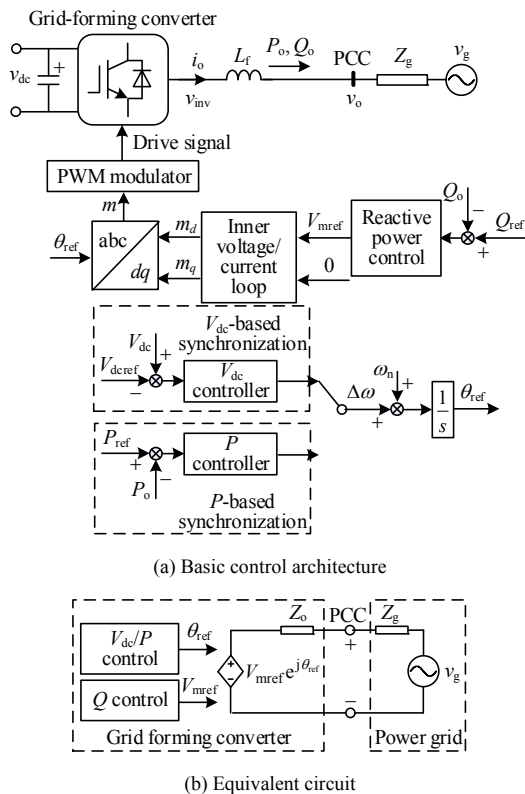 Grid-forming converter
v_dc
+
i_o
v_inv
L_f
P_o, Q_o
PCC
v_o
Z_g
v_g
Drive signal
PWM modulator
m
θ_ref
abc
dq
m_d
m_q
Inner voltage/ current loop
V_mref
0
Reactive power control
Q_o
−
+
Q_ref
V_dc-based synchronization
V_dc
+
V_dcref
−
V_dc controller
Δω
+
ω_n
+
1/s
θ_ref
P_ref
+
P_o
−
P controller
P-based synchronization
(a) Basic control architecture
V_dc/P control
θ_ref
Q control
V_mref
+
−
V_mref e^jθ_ref
Z_o
PCC
+
−
Z_g
v_g
Grid forming converter
Power grid
(b) Equivalent circuit